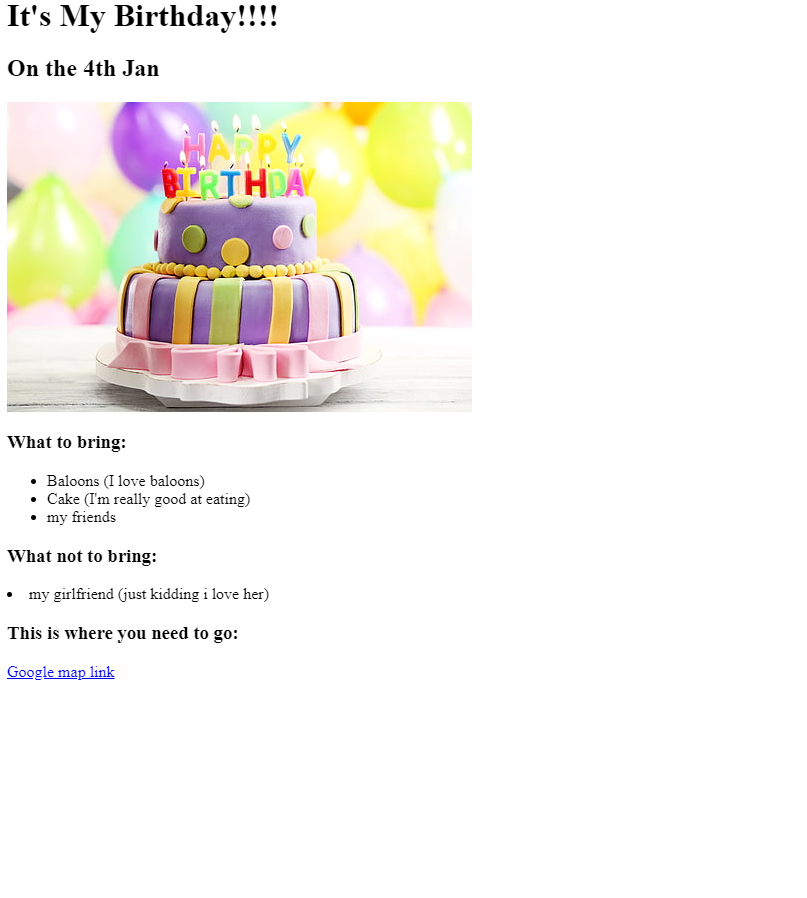 It's My Birthday!!!!
On the 4th Jan
HAPPY
BIRTHDAY
What to bring:
Baloons (I love baloons)
Cake (I'm really good at eating)
my friends
What not to bring:
my girlfriend (just kidding i love her)
This is where you need to go:
Google map link